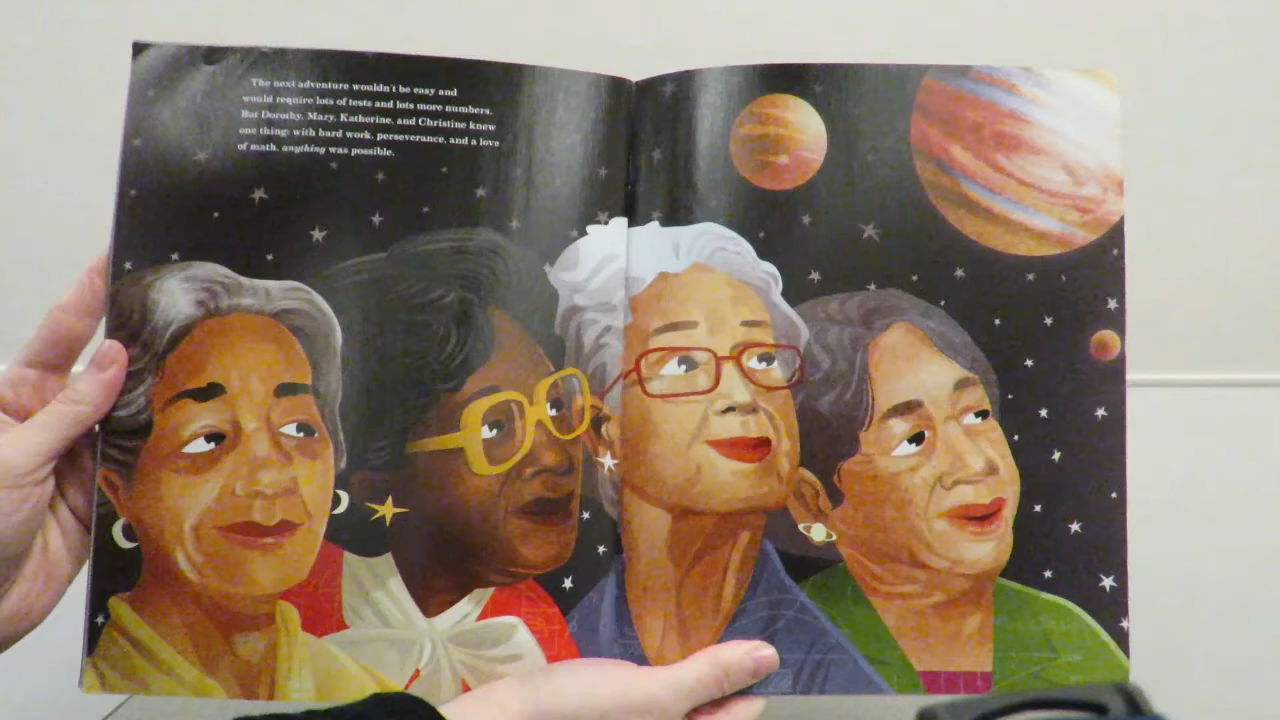 The next adventure wouldn't be easy and
would require lots of tests and lots more numbers.
But Dorothy, Mary, Katherine, and Christine knew
one thing: with hard work, perseverance, and a love
of math, anything was possible.